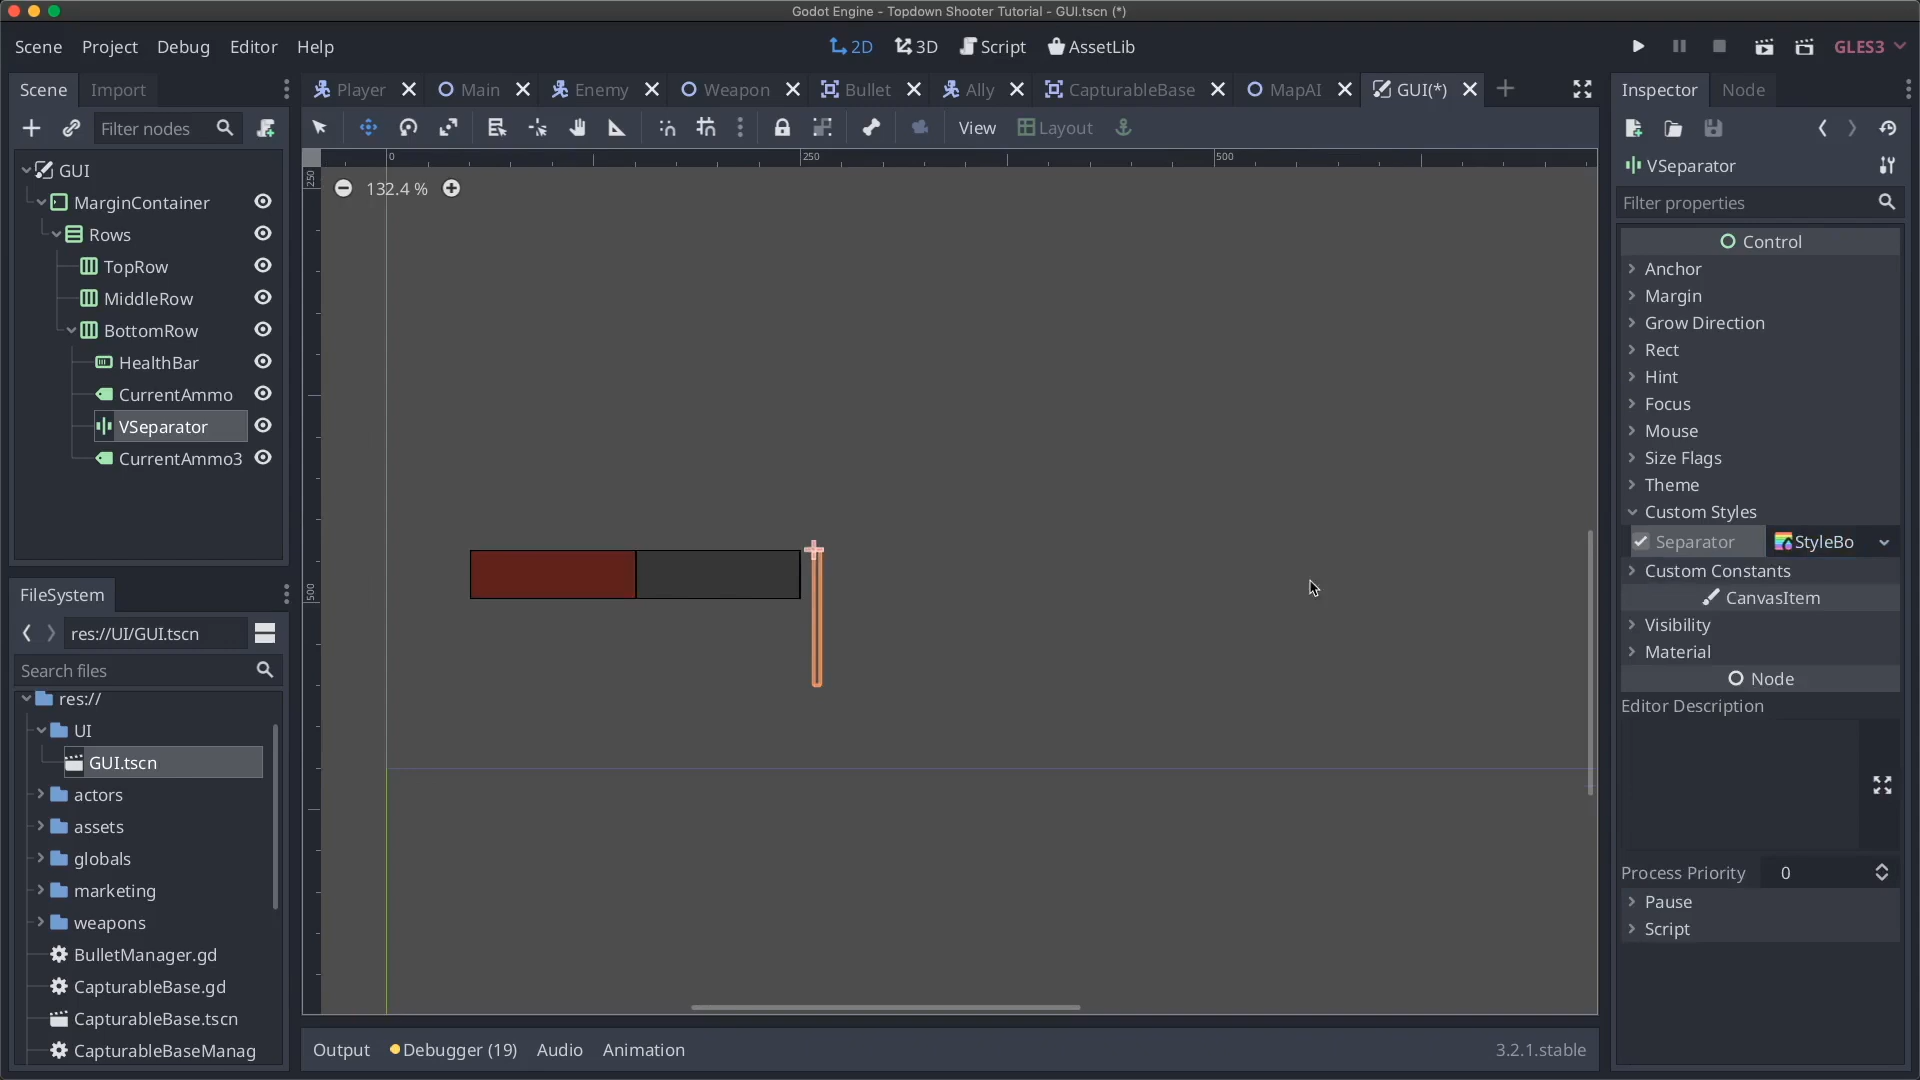 Godot Engine - Topdown Shooter Tutorial - GUI.tscn (*)
Scene Project Debug Editor Help
2D 3D Script AssetLib
GLES3
Scene Import
Player Main Enemy Weapon Bullet Ally CapturableBase MapAI GUI(*)
Inspector Node
Filter nodes
View Layout
0 250 500
250
132.4 %
500
GUI
MarginContainer
Rows
TopRow
MiddleRow
BottomRow
HealthBar
CurrentAmmo
VSeparator
CurrentAmmo3
FileSystem
res://UI/GUI.tscn
Search files
res://
UI
GUI.tscn
actors
assets
globals
marketing
weapons
BulletManager.gd
CapturableBase.gd
CapturableBase.tscn
CapturableBaseManag
VSeparator
Filter properties
Control
Anchor
Margin
Grow Direction
Rect
Hint
Focus
Mouse
Size Flags
Theme
Custom Styles
Separator StyleBo
Custom Constants
CanvasItem
Visibility
Material
Node
Editor Description
Process Priority 0
Pause
Script
Output Debugger (19) Audio Animation 3.2.1.stable